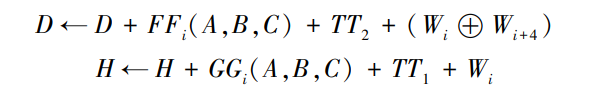 D ← D + FF_i(A,B,C) + TT_2 + (W_i ⊕ W_{i+4})
H ← H + GG_i(A,B,C) + TT_1 + W_i